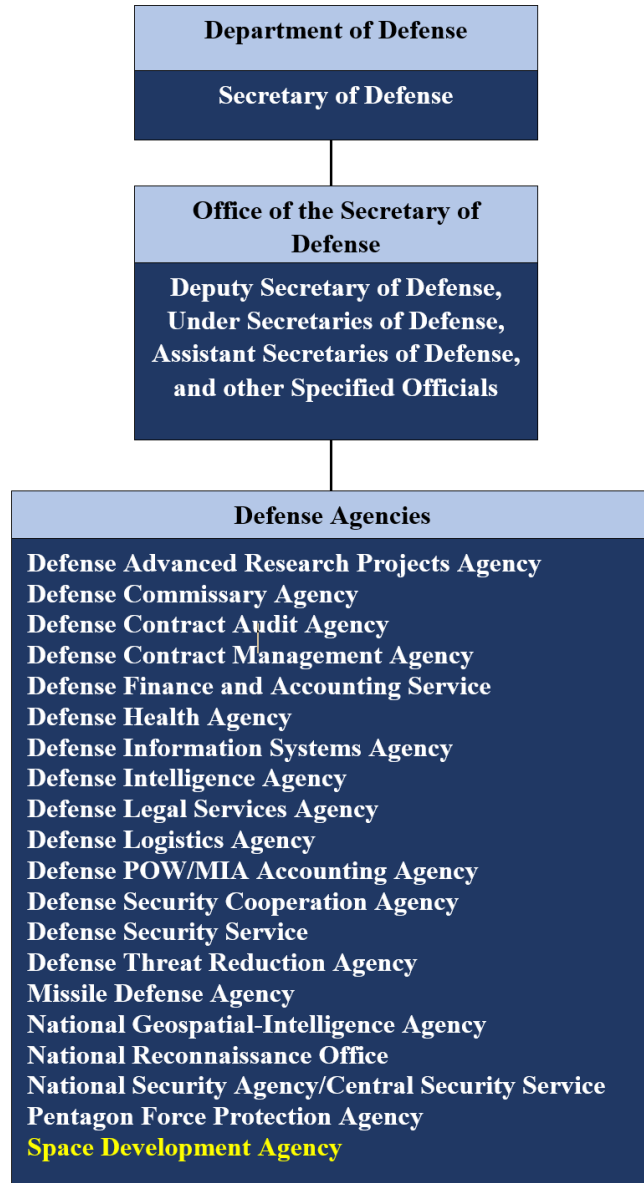 Department of Defense
Secretary of Defense
Office of the Secretary of
Defense
Deputy Secretary of Defense,
Under Secretaries of Defense,
Assistant Secretaries of Defense,
and other Specified Officials
Defense Agencies
Defense Advanced Research Projects Agency
Defense Commissary Agency
Defense Contract Audit Agency
Defense Contract Management Agency
Defense Finance and Accounting Service
Defense Health Agency
Defense Information Systems Agency
Defense Intelligence Agency
Defense Legal Services Agency
Defense Logistics Agency
Defense POW/MIA Accounting Agency
Defense Security Cooperation Agency
Defense Security Service
Defense Threat Reduction Agency
Missile Defense Agency
National Geospatial-Intelligence Agency
National Reconnaissance Office
National Security Agency/Central Security Service
Pentagon Force Protection Agency
Space Development Agency